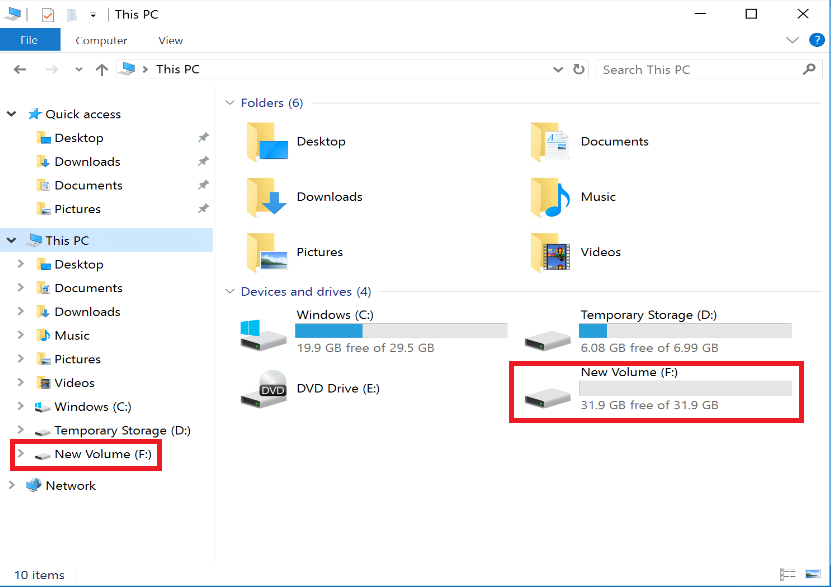 This PC
File Computer View
This PC Search This PC
Quick access
Desktop
Downloads
Documents
Pictures
This PC
Desktop
Documents
Downloads
Music
Pictures
Videos
Windows (C:)
Temporary Storage (D:)
New Volume (F:)
Network
Folders (6)
Desktop
Documents
Downloads
Music
Pictures
Videos
Devices and drives (4)
Windows (C:)
19.9 GB free of 29.5 GB
Temporary Storage (D:)
6.08 GB free of 6.99 GB
DVD
DVD Drive (E:)
New Volume (F:)
31.9 GB free of 31.9 GB
10 items